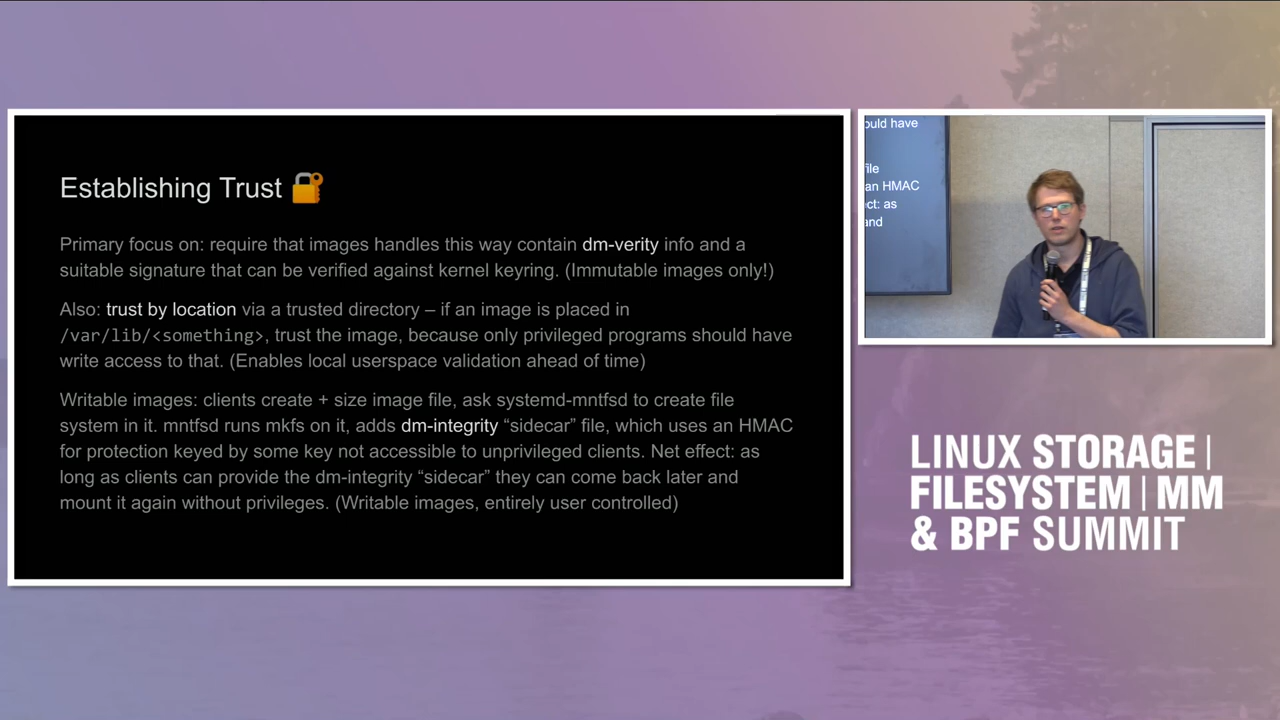 Establishing Trust
Primary focus on: require that images handles this way contain dm-verity info and a
suitable signature that can be verified against kernel keyring. (Immutable images only!)
Also: trust by location via a trusted directory – if an image is placed in
/var/lib/<something>, trust the image, because only privileged programs should have
write access to that. (Enables local userspace validation ahead of time)
Writable images: clients create + size image file, ask systemd-mntfsd to create file
system in it. mntfsd runs mkfs on it, adds dm-integrity “sidecar” file, which uses an HMAC
for protection keyed by some key not accessible to unprivileged clients. Net effect: as
long as clients can provide the dm-integrity “sidecar” they can come back later and
mount it again without privileges. (Writable images, entirely user controlled)
ould have
file
an HMAC
ct: as
and
LINUX STORAGE |
FILESYSTEM | MM
& BPF SUMMIT